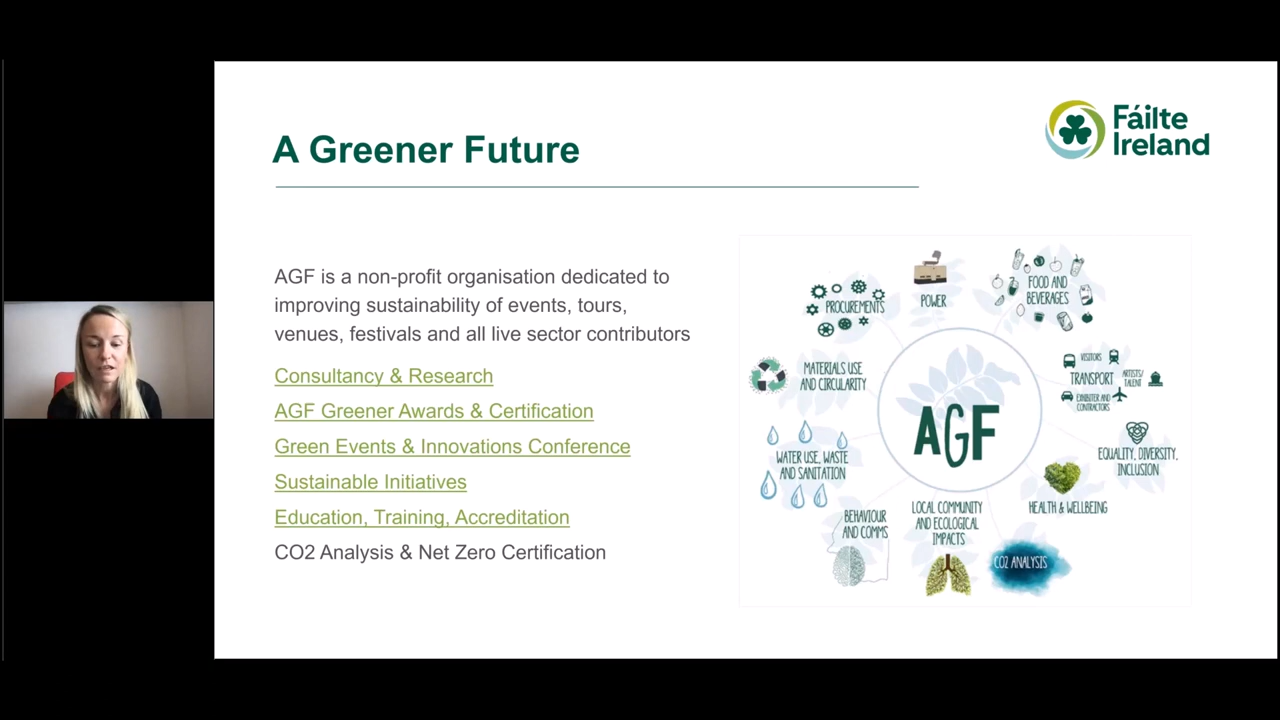 A Greener Future
Fáilte
Ireland
AGF is a non-profit organisation dedicated to
improving sustainability of events, tours,
venues, festivals and all live sector contributors
Consultancy & Research
AGF Greener Awards & Certification
Green Events & Innovations Conference
Sustainable Initiatives
Education, Training, Accreditation
CO2 Analysis & Net Zero Certification
PROCUREMENTS
POWER
FOOD AND
BEVERAGES
MATERIALS USE
AND CIRCULARITY
VISITORS
TRANSPORT
ARTISTS/
TALENT
EXHIBITER AND
CONTRACTORS
AGF
WATER USE, WASTE
AND SANITATION
EQUALITY, DIVERSITY,
INCLUSION
HEALTH & WELLBEING
BEHAVIOUR
AND COMMS
LOCAL COMMUNITY
AND ECOLOGICAL
IMPACTS
CO2 ANALYSIS